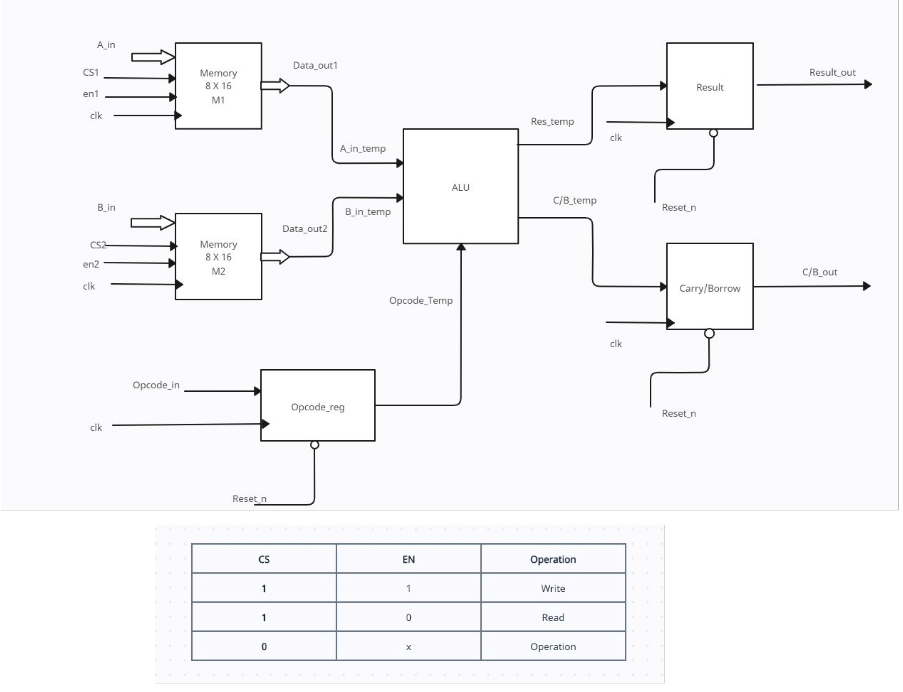 A_in
CS1
en1
clk
Memory
8 X 16
M1
Data_out1
A_in_temp
B_in
CS2
en2
clk
Memory
8 X 16
M2
Data_out2
B_in_temp
ALU
Opcode_Temp
Opcode_in
clk
Opcode_reg
Reset_n
Res_temp
clk
Result
Result_out
Reset_n
C/B_temp
clk
Carry/Borrow
C/B_out
Reset_n
CS EN Operation
1 1 Write
1 0 Read
0 x Operation